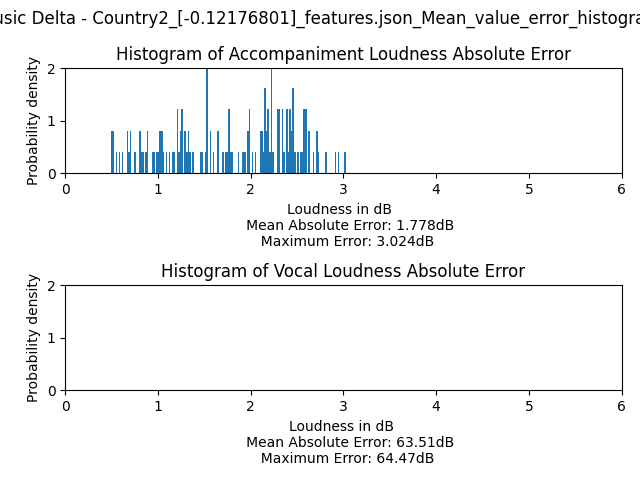 usic Delta - Country2_[-0.12176801]_features.json_Mean_value_error_histogra
Histogram of Accompaniment Loudness Absolute Error
Probability density
2
1
0
0 1 2 3 4 5 6
Loudness in dB
Mean Absolute Error: 1.778dB
Maximum Error: 3.024dB
Histogram of Vocal Loudness Absolute Error
Probability density
2
1
0
0 1 2 3 4 5 6
Loudness in dB
Mean Absolute Error: 63.51dB
Maximum Error: 64.47dB